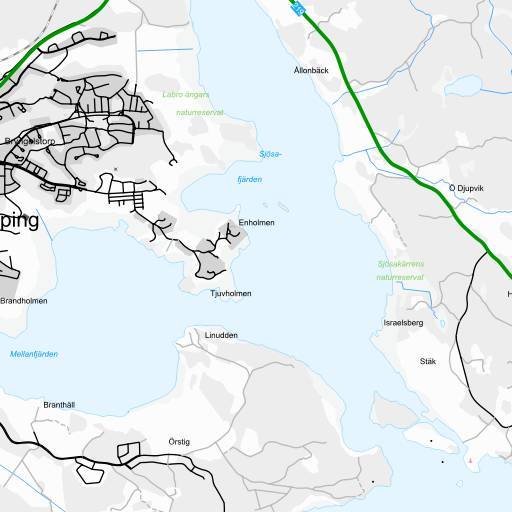 219
Ållonbäck
Labro ängars
naturreservat
Bryngelstorp
Sjösa-
fjärden
Ö Djupvik
ping
Enholmen
Sjösakärrens
naturreservat
Tjuvholmen
Brandholmen
H
Israelsberg
Linudden
Mellanfjärden
Stäk
Branthäll
Örstig